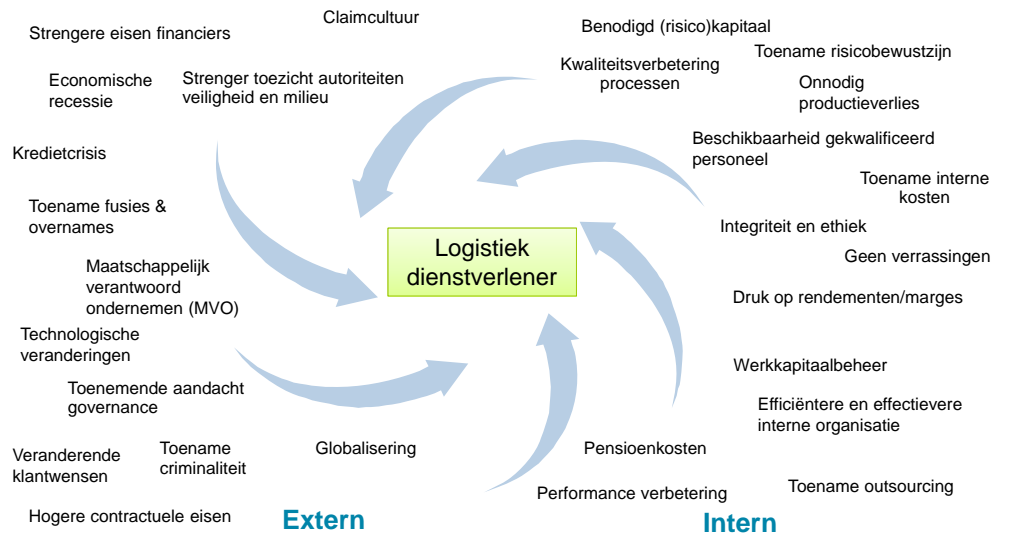 Claimcultuur
Strengere eisen financiers
Economische
recessie
Strenger toezicht autoriteiten
veiligheid en milieu
Kredietcrisis
Toename fusies &
overnames
Maatschappelijk
verantwoord
ondernemen (MVO)
Technologische
veranderingen
Toenemende aandacht
governance
Veranderende
klantwensen
Toename
criminaliteit
Globalisering
Hogere contractuele eisen
Extern
Logistiek
dienstverlener
Benodigd (risico)kapitaal
Toename risicobewustzijn
Kwaliteitsverbetering
processen
Onnodig
productieverlies
Beschikbaarheid gekwalificeerd
personeel
Toename interne
kosten
Integriteit en ethiek
Geen verrassingen
Druk op rendementen/marges
Werkkapitaalbeheer
Efficiëntere en effectievere
interne organisatie
Pensioenkosten
Performance verbetering
Toename outsourcing
Intern